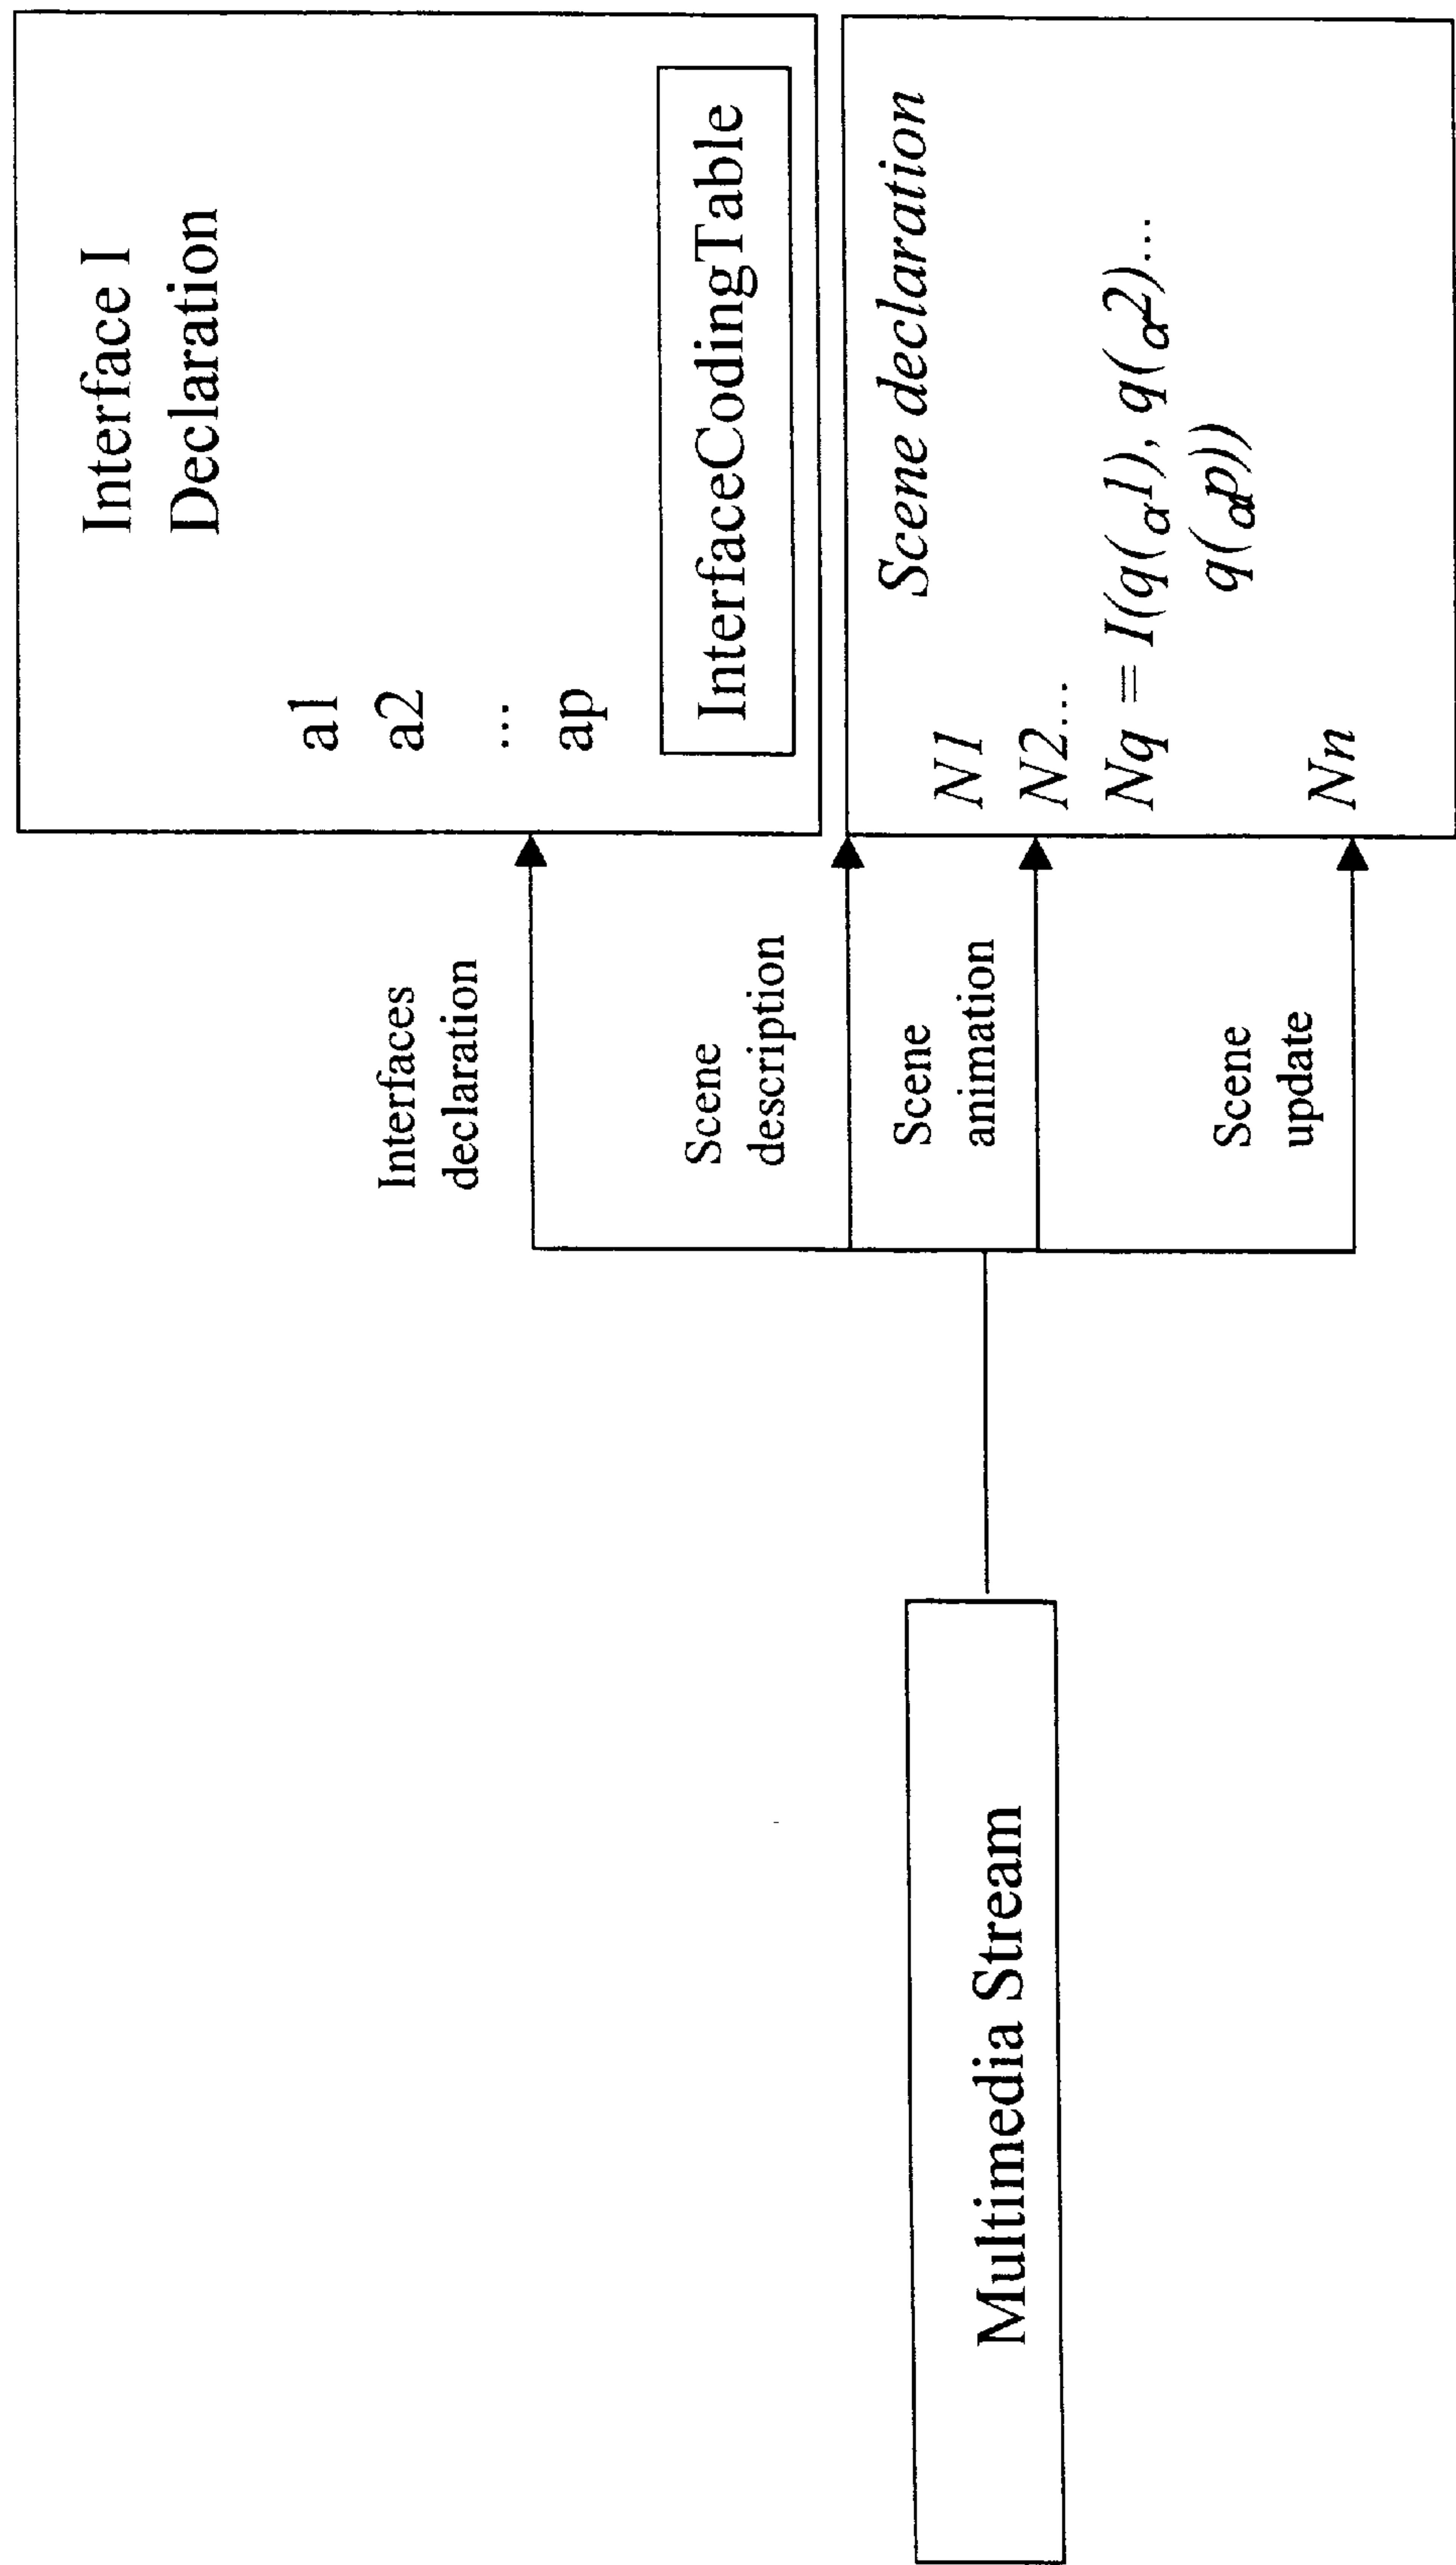 Multimedia Stream
Interfaces
declaration
Scene
description
Scene
animation
Scene
update
Interface I
Declaration
a1
a2
...
ap
InterfaceCodingTable
Scene declaration
N1
N2...
Nq = I(q(α1), q(α2)...
q(αp))
Nn